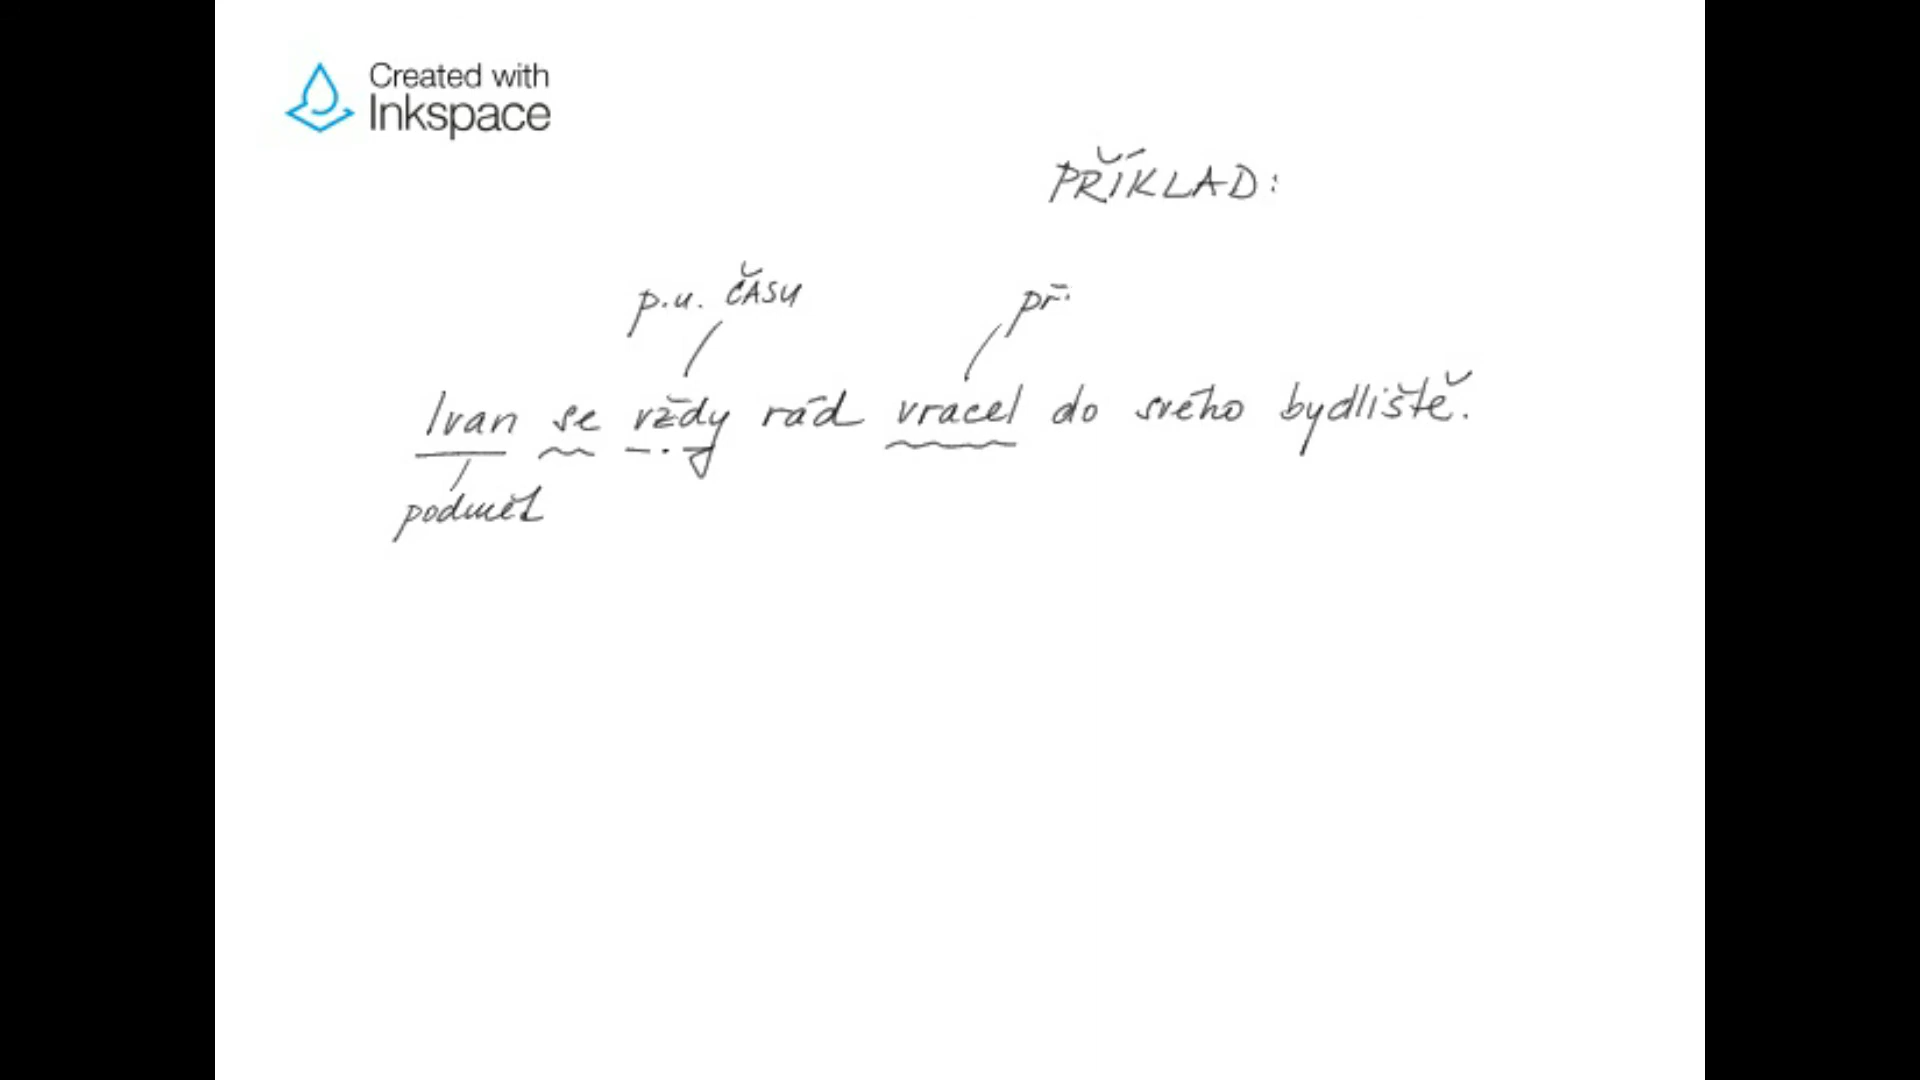 Created with
Inkspace
PŘÍKLAD:
p.u. ČASU
př.
Ivan se vždy rád vracel do svého bydliště.
podmět